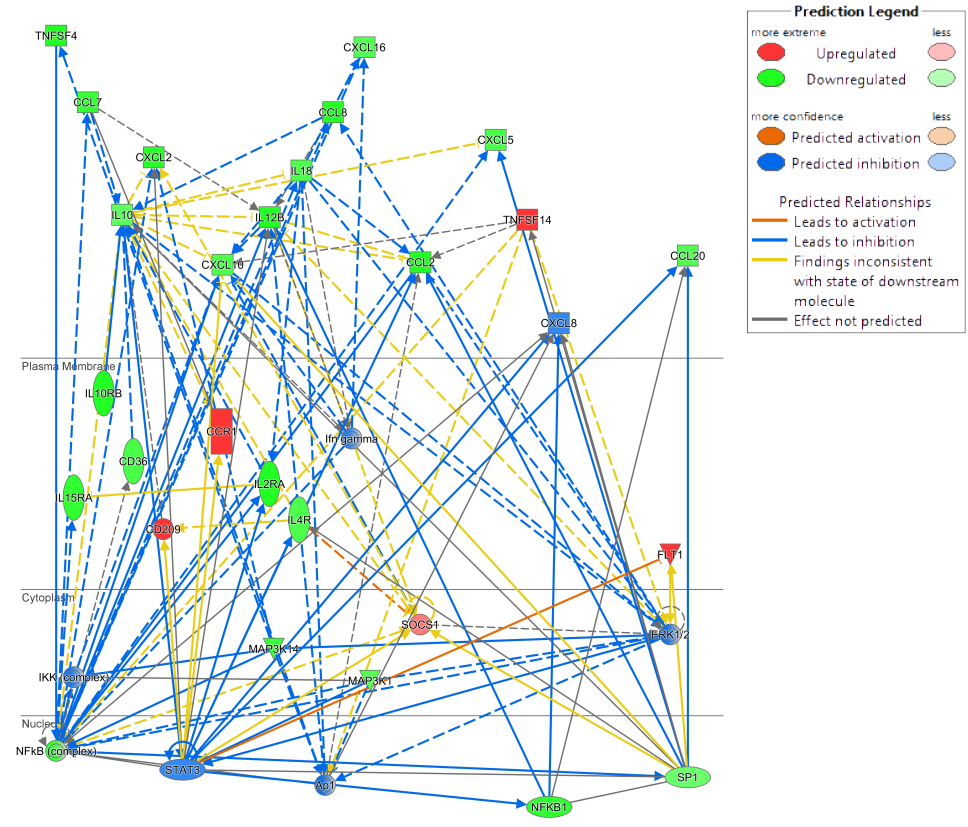 Prediction Legend
more extreme less
Upregulated
Downregulated
more confidence less
Predicted activation
Predicted inhibition
Predicted Relationships
Leads to activation
Leads to inhibition
Findings inconsistent
with state of downstream
molecule
Effect not predicted
TNFSF4
CXCL16
CCL7
CCL8
CXCL5
CXCL2
IL18
IL10
IL12B
TNFSF14
CXCL10
CCL2
CCL20
CXCL8
Plasma Membrane
IL10RB
CCR1
Ifn gamma
CD36
IL15RA
IL2RA
IL4R
CD209
FLT1
Cytoplasm
SOCS1
ERK1/2
MAP3K14
IKK (complex)
MAP3K1
NFkB (complex)
STAT3
Ap1
SP1
NFKB1